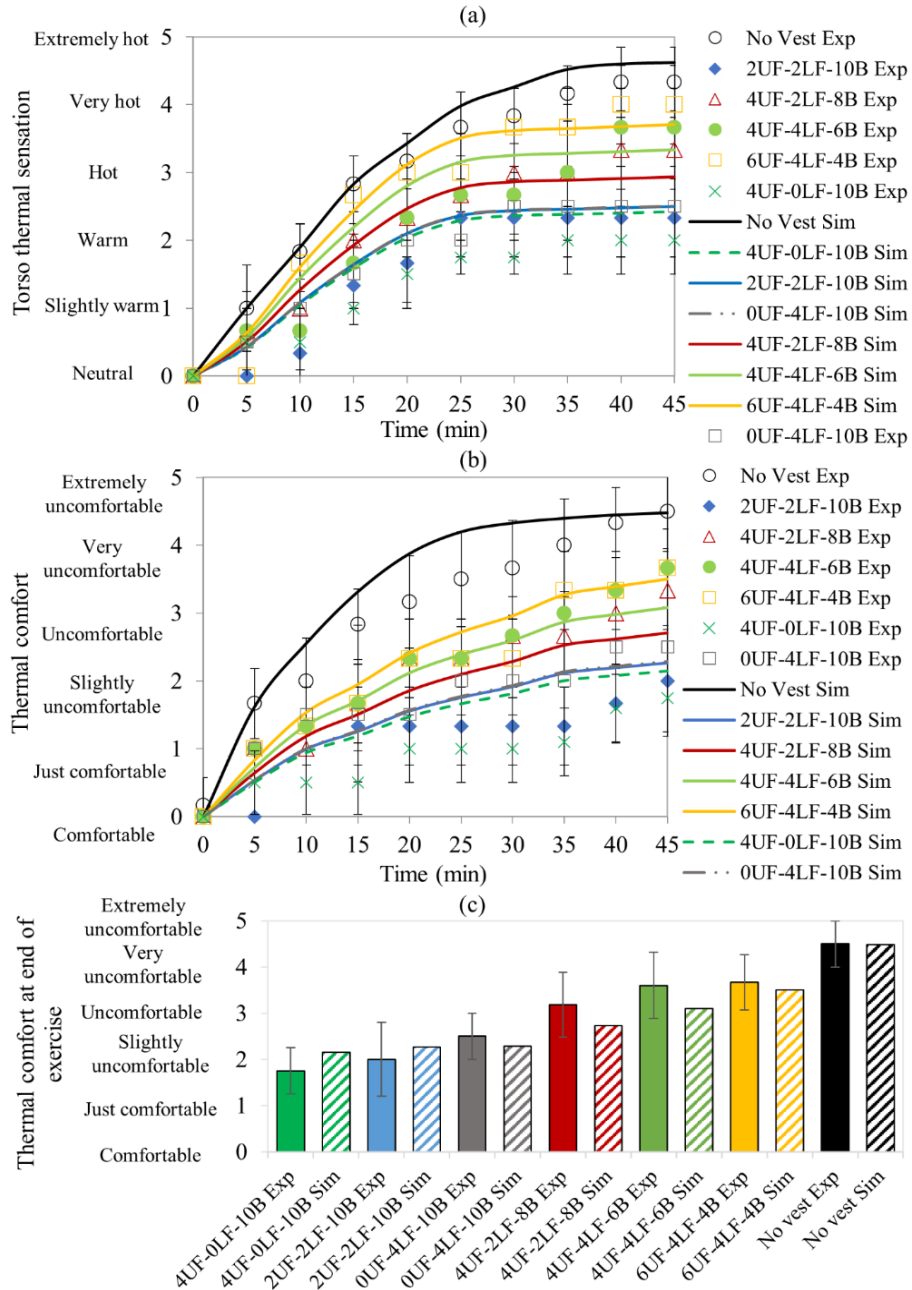 (a)
Torso thermal sensation
Extremely hot
Very hot
Hot
Warm
Slightly warm
Neutral
5
4
3
2
1
0
0 5 10 15 20 25 30 35 40 45
Time (min)
No Vest Exp
2UF-2LF-10B Exp
4UF-2LF-8B Exp
4UF-4LF-6B Exp
6UF-4LF-4B Exp
4UF-0LF-10B Exp
No Vest Sim
4UF-0LF-10B Sim
2UF-2LF-10B Sim
0UF-4LF-10B Sim
4UF-2LF-8B Sim
4UF-4LF-6B Sim
6UF-4LF-4B Sim
0UF-4LF-10B Exp
(b)
Thermal comfort
Extremely
uncomfortable
Very
uncomfortable
Uncomfortable
Slightly
uncomfortable
Just comfortable
Comfortable
5
4
3
2
1
0
0 5 10 15 20 25 30 35 40 45
Time (min)
No Vest Exp
2UF-2LF-10B Exp
4UF-2LF-8B Exp
4UF-4LF-6B Exp
6UF-4LF-4B Exp
4UF-0LF-10B Exp
0UF-4LF-10B Exp
No Vest Sim
2UF-2LF-10B Sim
4UF-2LF-8B Sim
4UF-4LF-6B Sim
6UF-4LF-4B Sim
4UF-0LF-10B Sim
0UF-4LF-10B Sim
(c)
Thermal comfort at end of
exercise
Extremely
uncomfortable
Very
uncomfortable
Uncomfortable
Slightly
uncomfortable
Just comfortable
Comfortable
5
4
3
2
1
0
4UF-0LF-10B Exp
4UF-0LF-10B Sim
2UF-2LF-10B Exp
2UF-2LF-10B Sim
0UF-4LF-10B Exp
0UF-4LF-10B Sim
4UF-2LF-8B Exp
4UF-2LF-8B Sim
4UF-4LF-6B Exp
4UF-4LF-6B Sim
6UF-4LF-4B Exp
6UF-4LF-4B Sim
No vest Exp
No vest Sim